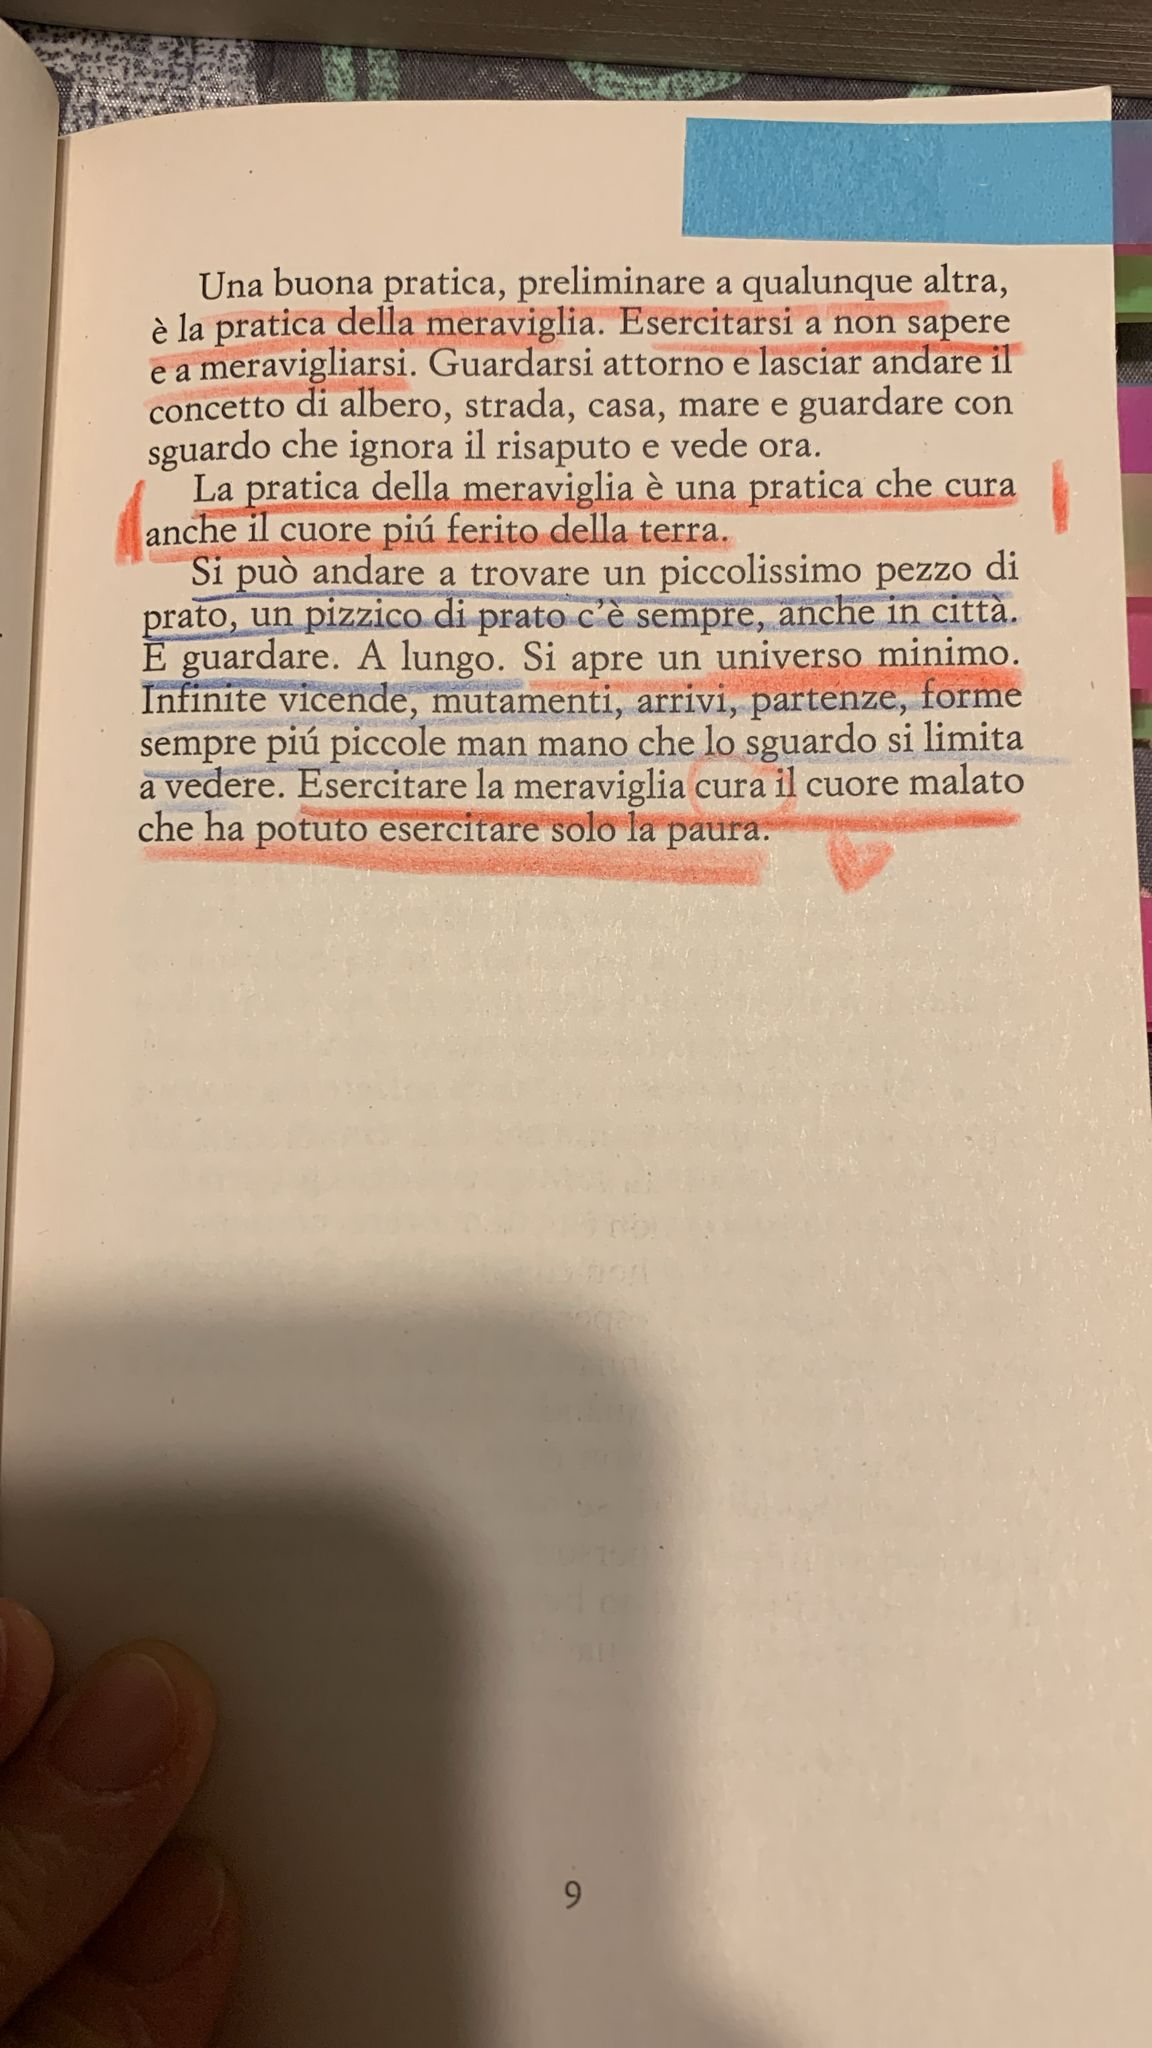 Una buona pratica, preliminare a qualunque altra,
è la pratica della meraviglia. Esercitarsi a non sapere
e a meravigliarsi. Guardarsi attorno e lasciar andare il
concetto di albero, strada, casa, mare e guardare con
sguardo che ignora il risaputo e vede ora.
La pratica della meraviglia è una pratica che cura
anche il cuore piú ferito della terra.
Si può andare a trovare un piccolissimo pezzo di
prato, un pizzico di prato c'è sempre, anche in città.
E guardare. A lungo. Si apre un universo minimo.
Infinite vicende, mutamenti, arrivi, partenze, forme
sempre piú piccole man mano che lo sguardo si limita
a vedere. Esercitare la meraviglia cura il cuore malato
che ha potuto esercitare solo la paura.
9